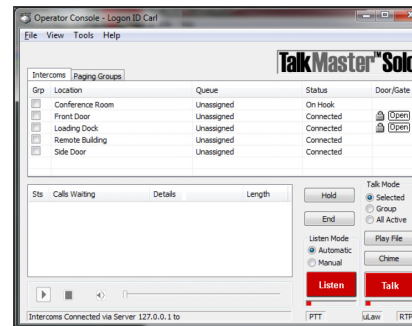 Operator Console - Logon ID Carl
File View Tools Help
TalkMaster™Solo
Intercoms Paging Groups
Grp Location Queue Status Door/Gate
Conference Room Unassigned On Hook
Front Door Unassigned Connected Open
Loading Dock Unassigned Connected Open
Remote Building Unassigned Connected
Side Door Unassigned Connected
Sts Calls Waiting Details Length
Hold
End
Talk Mode
Selected
Group
All Active
Listen Mode
Automatic
Manual
Play File
Chime
Listen
Talk
Intercoms Connected via Server 127.0.0.1 to
PTT uLaw RTP